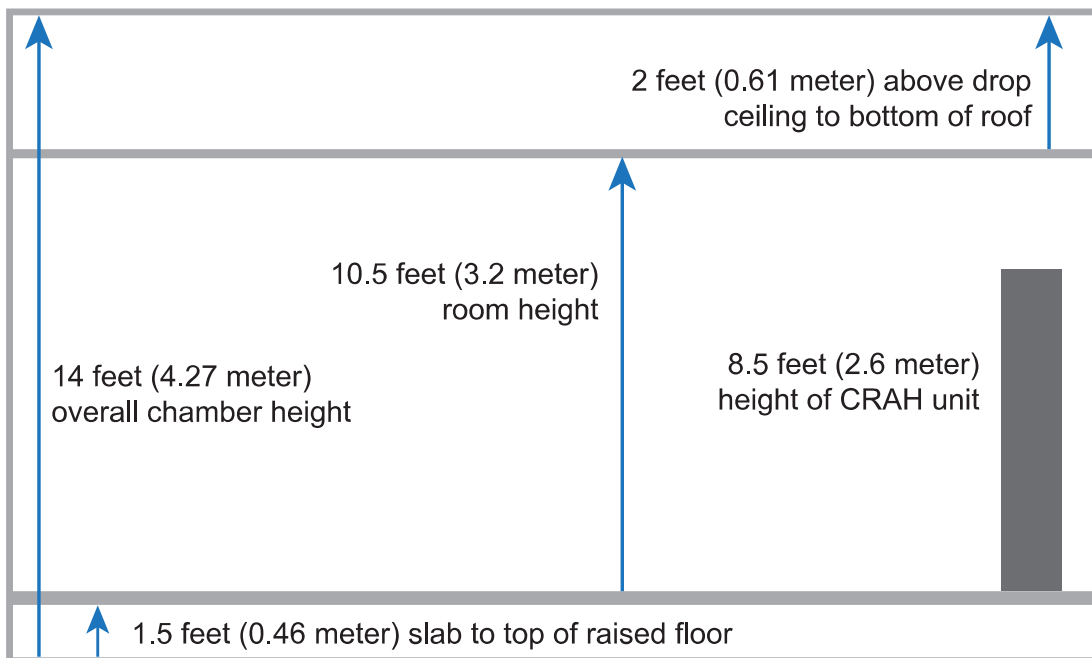 2 feet (0.61 meter) above drop
ceiling to bottom of roof
10.5 feet (3.2 meter)
room height
14 feet (4.27 meter)
overall chamber height
8.5 feet (2.6 meter)
height of CRAH unit
1.5 feet (0.46 meter) slab to top of raised floor